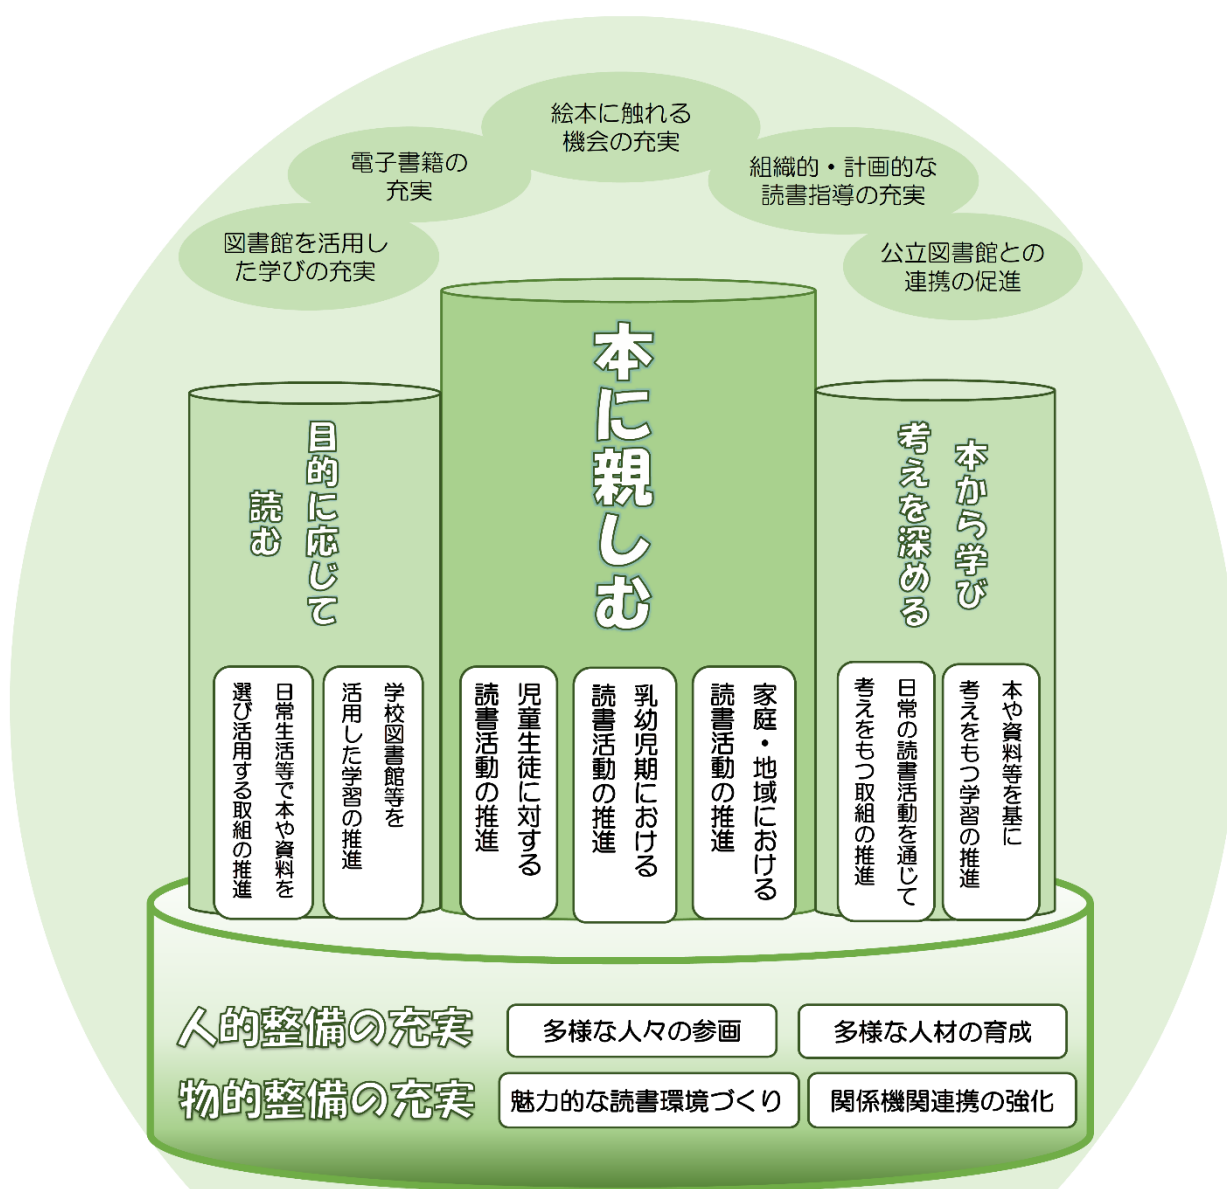 絵本に触れる
機会の充実
電子書籍の
充実
組織的・計画的な
読書指導の充実
図書館を活用し
た学びの充実
公立図書館との
連携の促進
目的に応じて
読む
本に親しむ
本から学び
考えを深める
日常生活等で本や資料を
選び活用する取組の推進
学校図書館等を
活用した学習の推進
児童生徒に対する
読書活動の推進
乳幼児期における
読書活動の推進
家庭・地域における
読書活動の推進
日常の読書活動を通じて
考えをもつ取組の推進
本や資料等を基に
考えをもつ学習の推進
人的整備の充実
多様な人々の参画
多様な人材の育成
物的整備の充実
魅力的な読書環境づくり
関係機関連携の強化